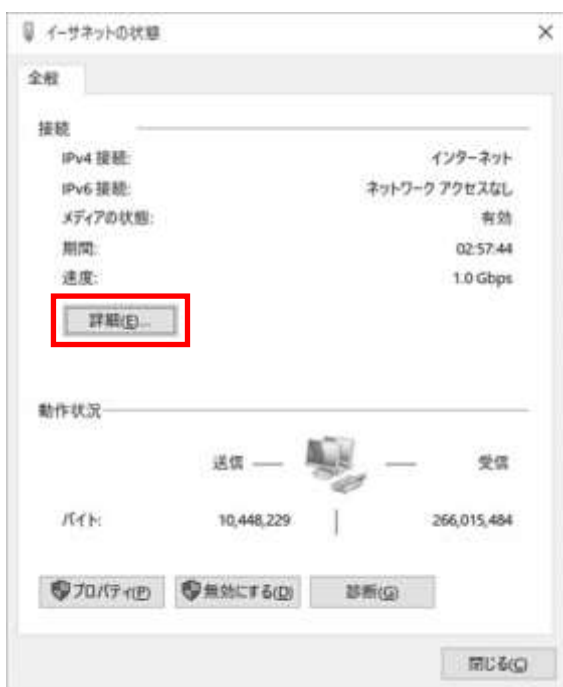 イーサネットの状態
全般
接続
IPv4 接続: インターネット
IPv6 接続: ネットワーク アクセスなし
メディアの状態: 有効
期間: 02:57:44
速度: 1.0 Gbps
詳細(E)...
動作状況
送信 受信
バイト: 10,448,229 266,015,484
プロパティ(P) 無効にする(D) 診断(G)
閉じる(C)